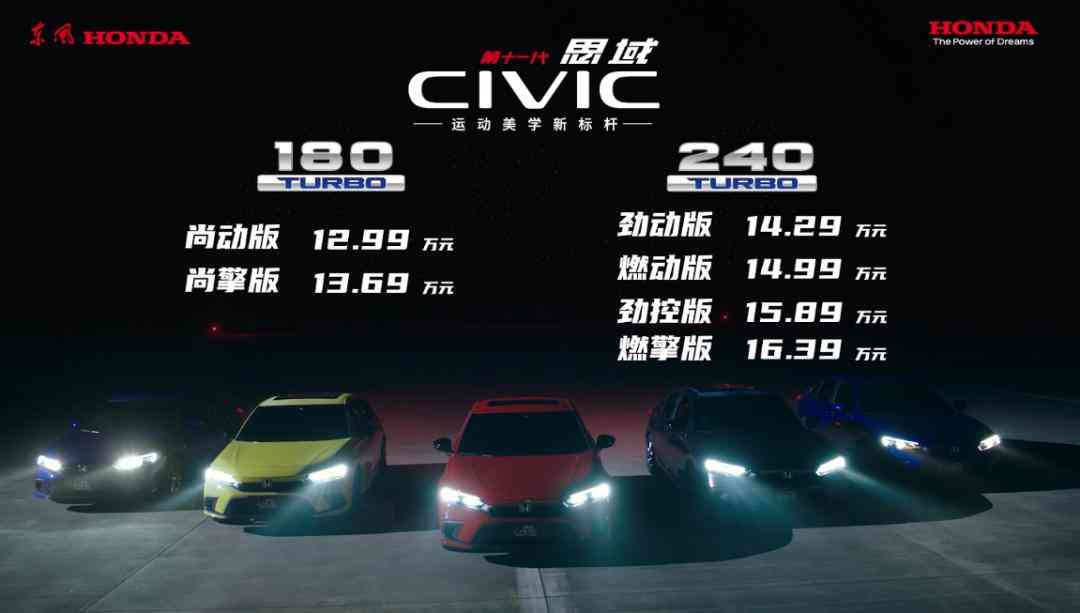 东风 HONDA
HONDA
The Power of Dreams
第十一代 思域
CIVIC
运动美学新标杆
180
TURBO
尚动版 12.99 万元
尚擎版 13.69 万元
240
TURBO
劲动版 14.29 万元
燃动版 14.99 万元
劲控版 15.89 万元
燃擎版 16.39 万元